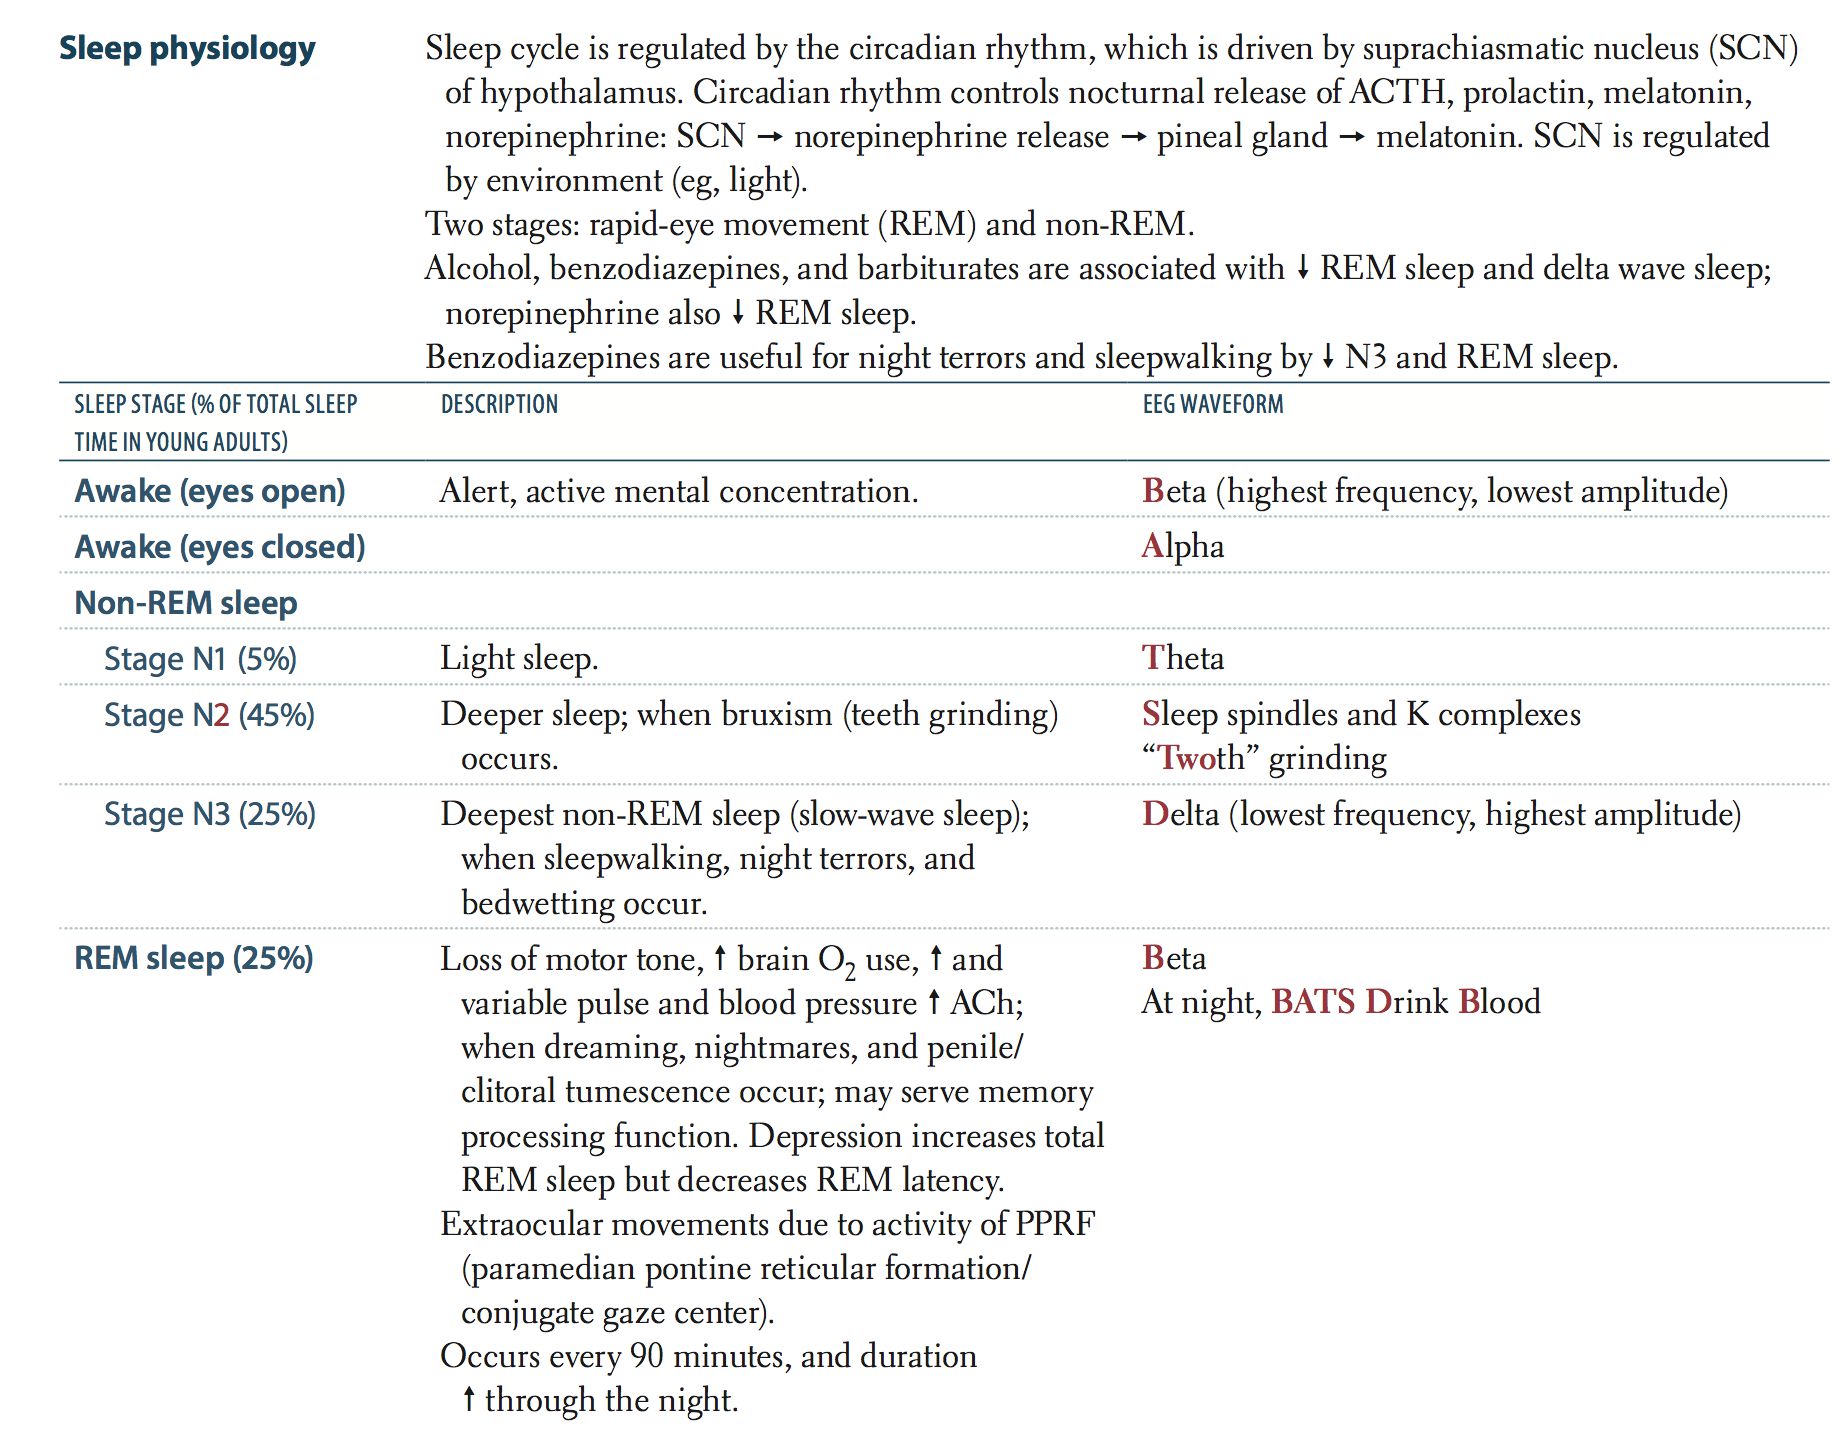 Sleep physiology
Sleep cycle is regulated by the circadian rhythm, which is driven by suprachiasmatic nucleus (SCN)
of hypothalamus. Circadian rhythm controls nocturnal release of ACTH, prolactin, melatonin,
norepinephrine: SCN → norepinephrine release → pineal gland → melatonin. SCN is regulated
by environment (eg, light).
Two stages: rapid-eye movement (REM) and non-REM.
Alcohol, benzodiazepines, and barbiturates are associated with ↓ REM sleep and delta wave sleep;
norepinephrine also ↓ REM sleep.
Benzodiazepines are useful for night terrors and sleepwalking by ↓ N3 and REM sleep.
SLEEP STAGE (% OF TOTAL SLEEP
TIME IN YOUNG ADULTS)
DESCRIPTION
EEG WAVEFORM
Awake (eyes open)
Alert, active mental concentration.
Beta (highest frequency, lowest amplitude)
Awake (eyes closed)
Alpha
Non-REM sleep
Stage N1 (5%)
Light sleep.
Theta
Stage N2 (45%)
Deeper sleep; when bruxism (teeth grinding)
occurs.
Sleep spindles and K complexes
“Twoth” grinding
Stage N3 (25%)
Deepest non-REM sleep (slow-wave sleep);
when sleepwalking, night terrors, and
bedwetting occur.
Delta (lowest frequency, highest amplitude)
REM sleep (25%)
Loss of motor tone, ↑ brain O2 use, ↑ and
variable pulse and blood pressure ↑ ACh;
when dreaming, nightmares, and penile/
clitoral tumescence occur; may serve memory
processing function. Depression increases total
REM sleep but decreases REM latency.
Extraocular movements due to activity of PPRF
(paramedian pontine reticular formation/
conjugate gaze center).
Occurs every 90 minutes, and duration
↑ through the night.
Beta
At night, BATS Drink Blood